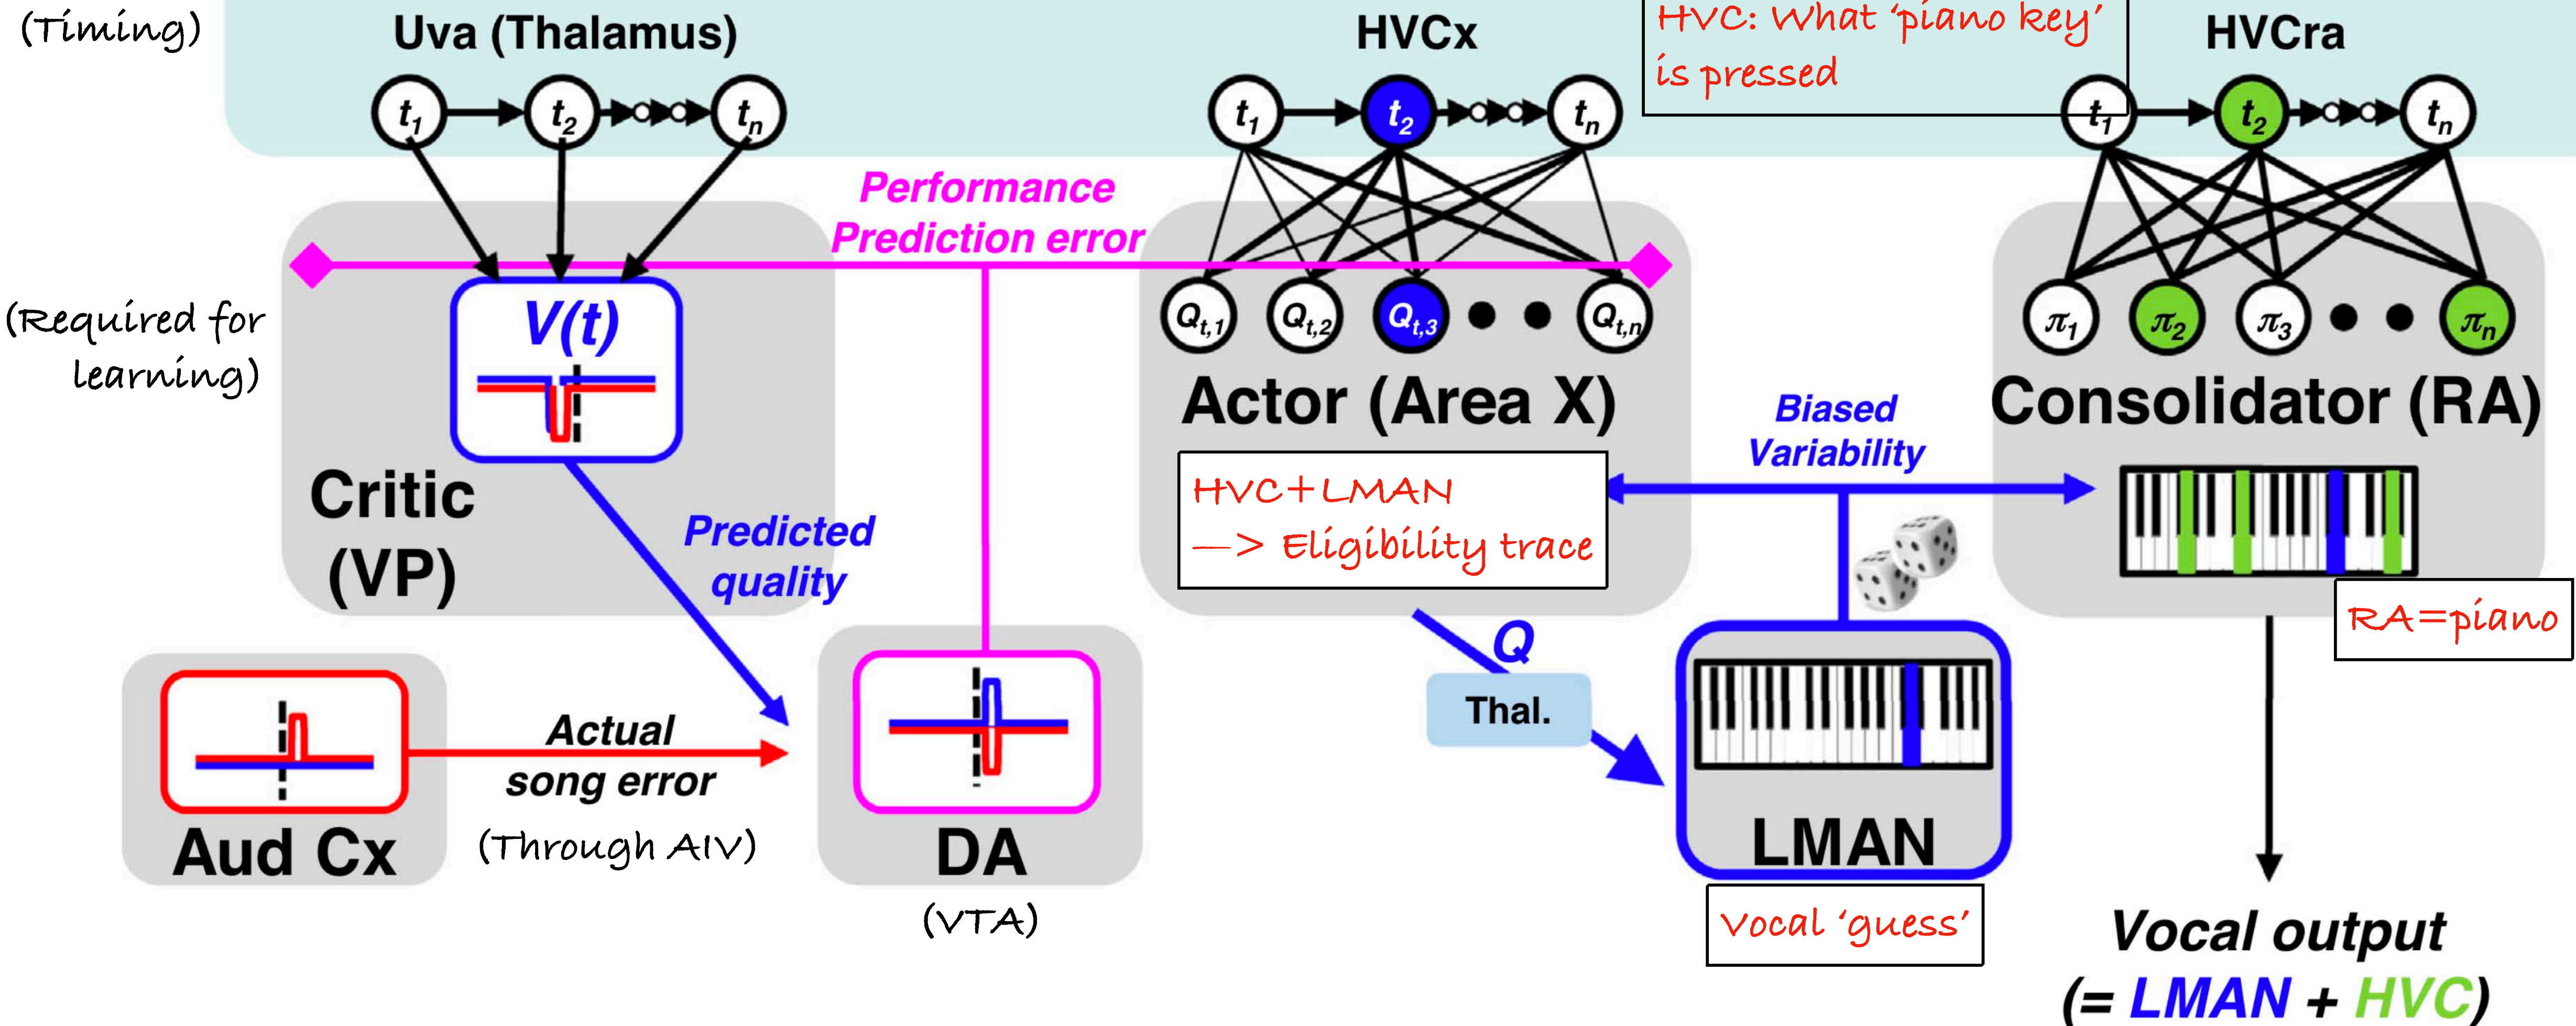 (Timing)
Uva (Thalamus)
HVCx
HVC: What 'piano key'
is pressed
HVCra
t1
t2
tn
t1
t2
tn
t1
t2
tn
Performance
Prediction error
(Required for
learning)
V(t)
Critic
(VP)
Predicted
quality
Qt,1
Qt,2
Qt,3
Qt,n
Actor (Area X)
HVC+LMAN
—> Eligibility trace
Biased
Variability
π1
π2
π3
πn
Consolidator (RA)
RA=piano
Q
Thal.
LMAN
Vocal 'guess'
Aud Cx
Actual
song error
(Through AIV)
DA
(VTA)
Vocal output
(= LMAN + HVC)